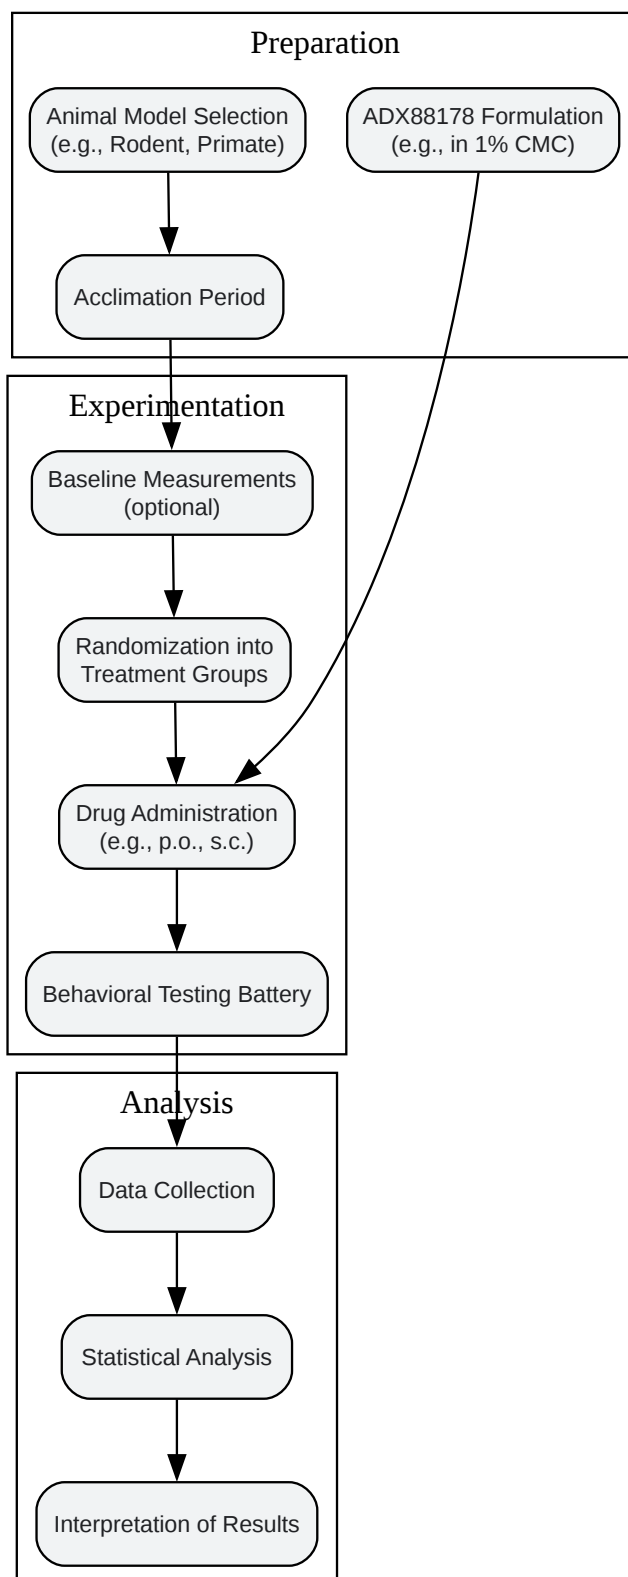 Preparation
Animal Model Selection
(e.g., Rodent, Primate)
ADX88178 Formulation
(e.g., in 1% CMC)
Acclimation Period
Experimentation
Baseline Measurements
(optional)
Randomization into
Treatment Groups
Drug Administration
(e.g., p.o., s.c.)
Behavioral Testing Battery
Analysis
Data Collection
Statistical Analysis
Interpretation of Results